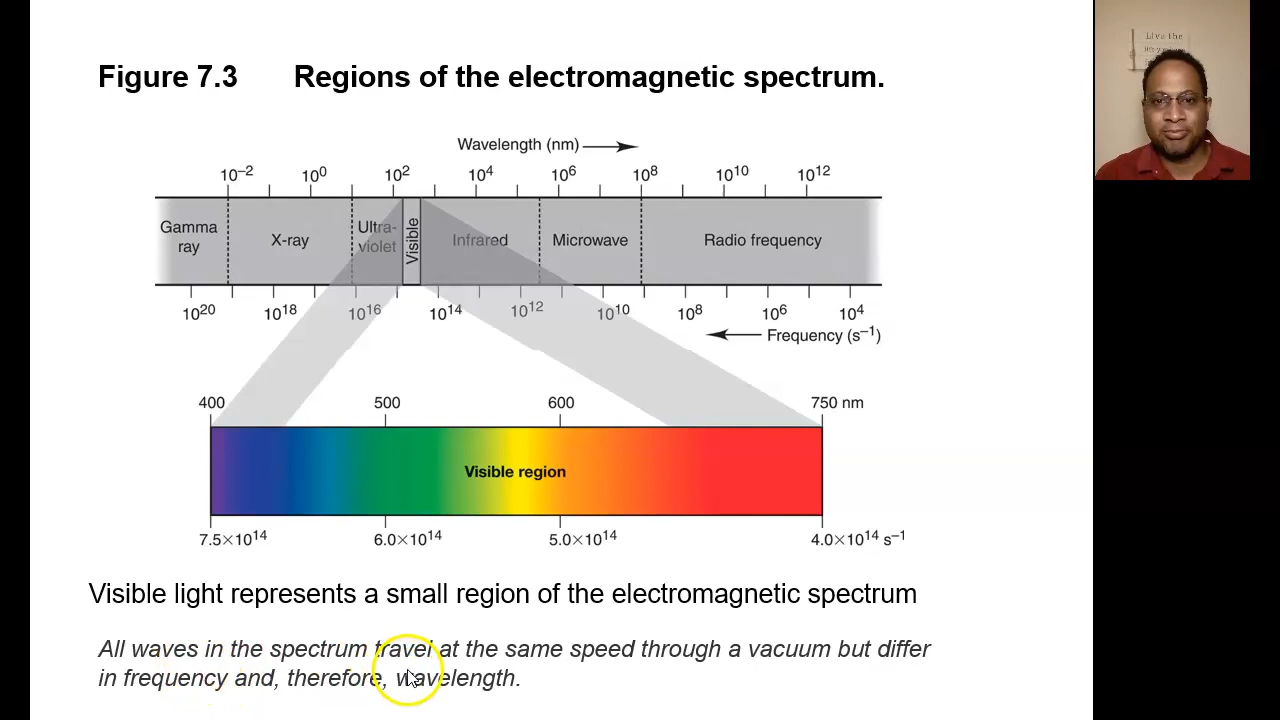 Figure 7.3 Regions of the electromagnetic spectrum.
Wavelength (nm)
10⁻² 10⁰ 10² 10⁴ 10⁶ 10⁸ 10¹⁰ 10¹²
Gamma ray
X-ray
Ultra-violet
Visible
Infrared
Microwave
Radio frequency
10²⁰ 10¹⁸ 10¹⁶ 10¹⁴ 10¹² 10¹⁰ 10⁸ 10⁶ 10⁴
Frequency (s⁻¹)
400 500 600 750 nm
Visible region
7.5×10¹⁴ 6.0×10¹⁴ 5.0×10¹⁴ 4.0×10¹⁴ s⁻¹
Visible light represents a small region of the electromagnetic spectrum
All waves in the spectrum travel at the same speed through a vacuum but differ
in frequency and, therefore, wavelength.
Live the